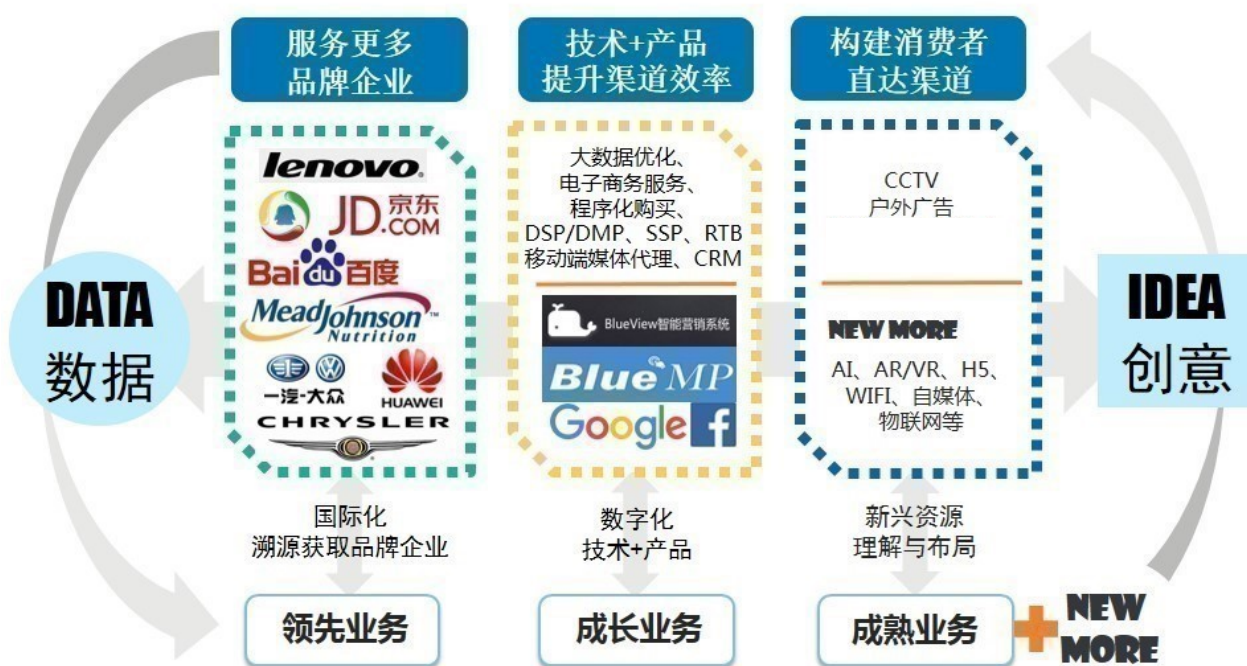 服务更多
品牌企业
技术+产品
提升渠道效率
构建消费者
直达渠道
DATA
数据
lenovo
京东
JD.COM
Bai du 百度
MeadJohnson™
Nutrition
一汽-大众
HUAWEI
CHRYSLER
大数据优化、
电子商务服务、
程序化购买、
DSP/DMP、SSP、RTB
移动端媒体代理、CRM
BlueView智能营销系统
Blue MP
Google f
CCTV
户外广告
NEW MORE
AI、AR/VR、H5、
WIFI、自媒体、
物联网等
IDEA
创意
国际化
溯源获取品牌企业
数字化
技术+产品
新兴资源
理解与布局
领先业务
成长业务
成熟业务
NEW
MORE